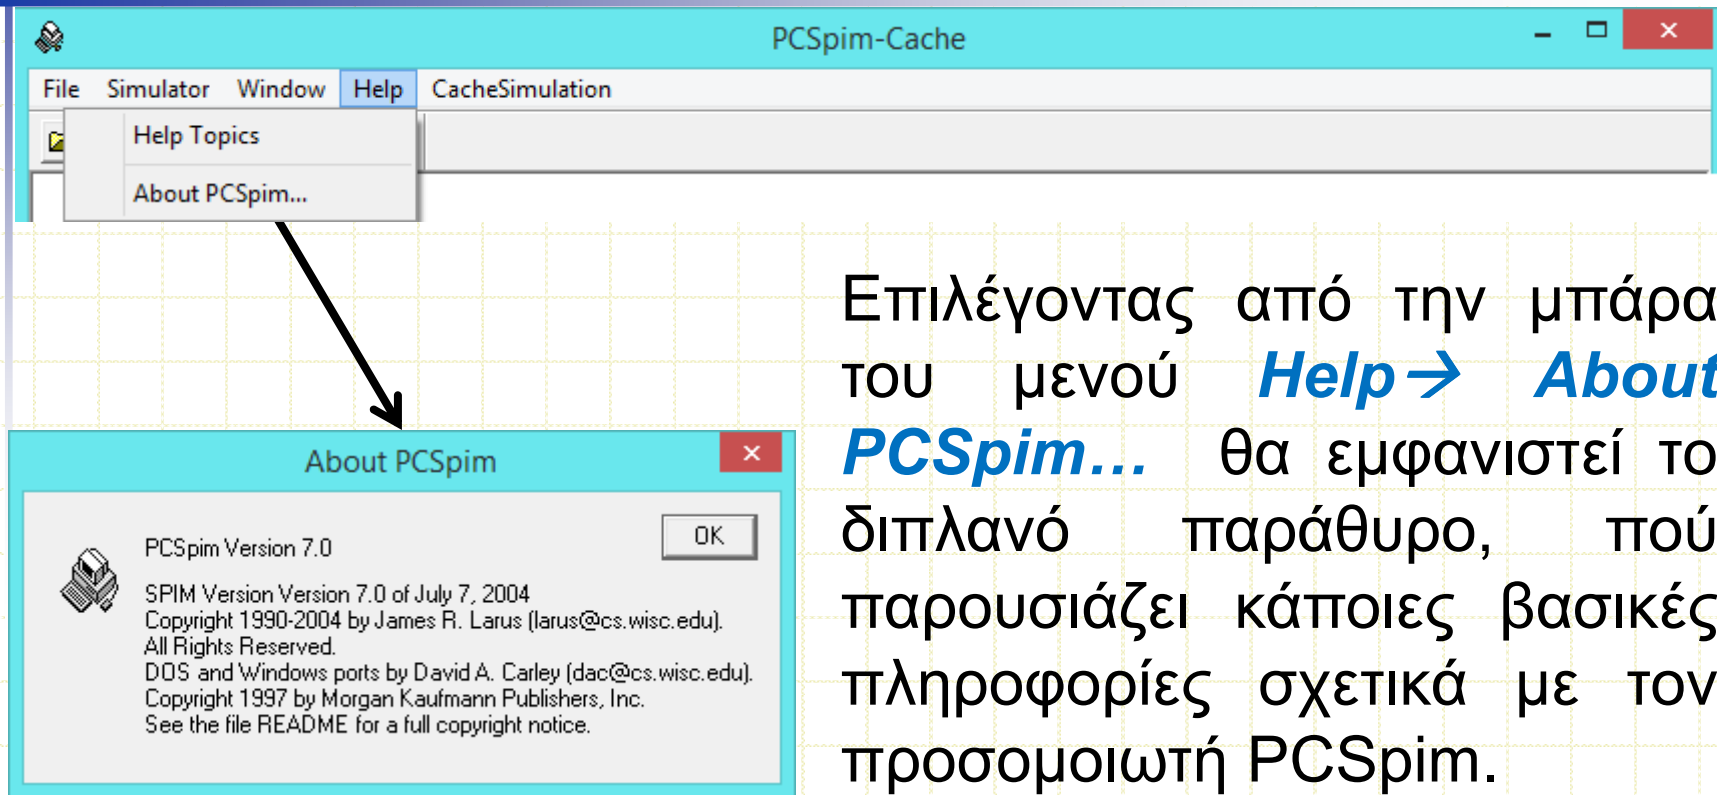 PCSpim-Cache
File Simulator Window Help CacheSimulation
Help Topics
About PCSpim...
Επιλέγοντας από την μπάρα
του μενού Help→ About
PCSpim… θα εμφανιστεί το
διπλανό παράθυρο, πού
παρουσιάζει κάποιες βασικές
πληροφορίες σχετικά με τον
προσομοιωτή PCSpim.
About PCSpim
OK
PCSpim Version 7.0
SPIM Version Version 7.0 of July 7, 2004
Copyright 1990-2004 by James R. Larus (larus@cs.wisc.edu).
All Rights Reserved.
DOS and Windows ports by David A. Carley (dac@cs.wisc.edu).
Copyright 1997 by Morgan Kaufmann Publishers, Inc.
See the file README for a full copyright notice.